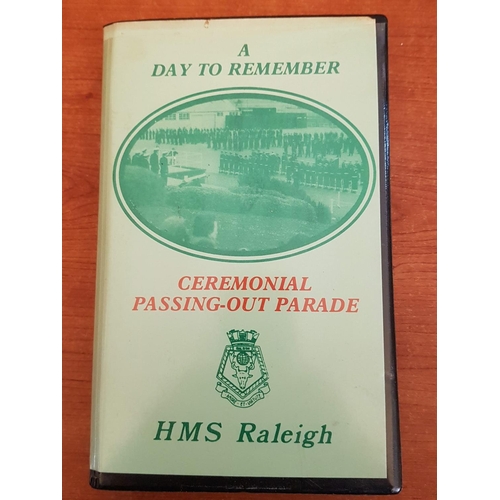 A
DAY TO REMEMBER
CEREMONIAL
PASSING-OUT PARADE
HMS Raleigh